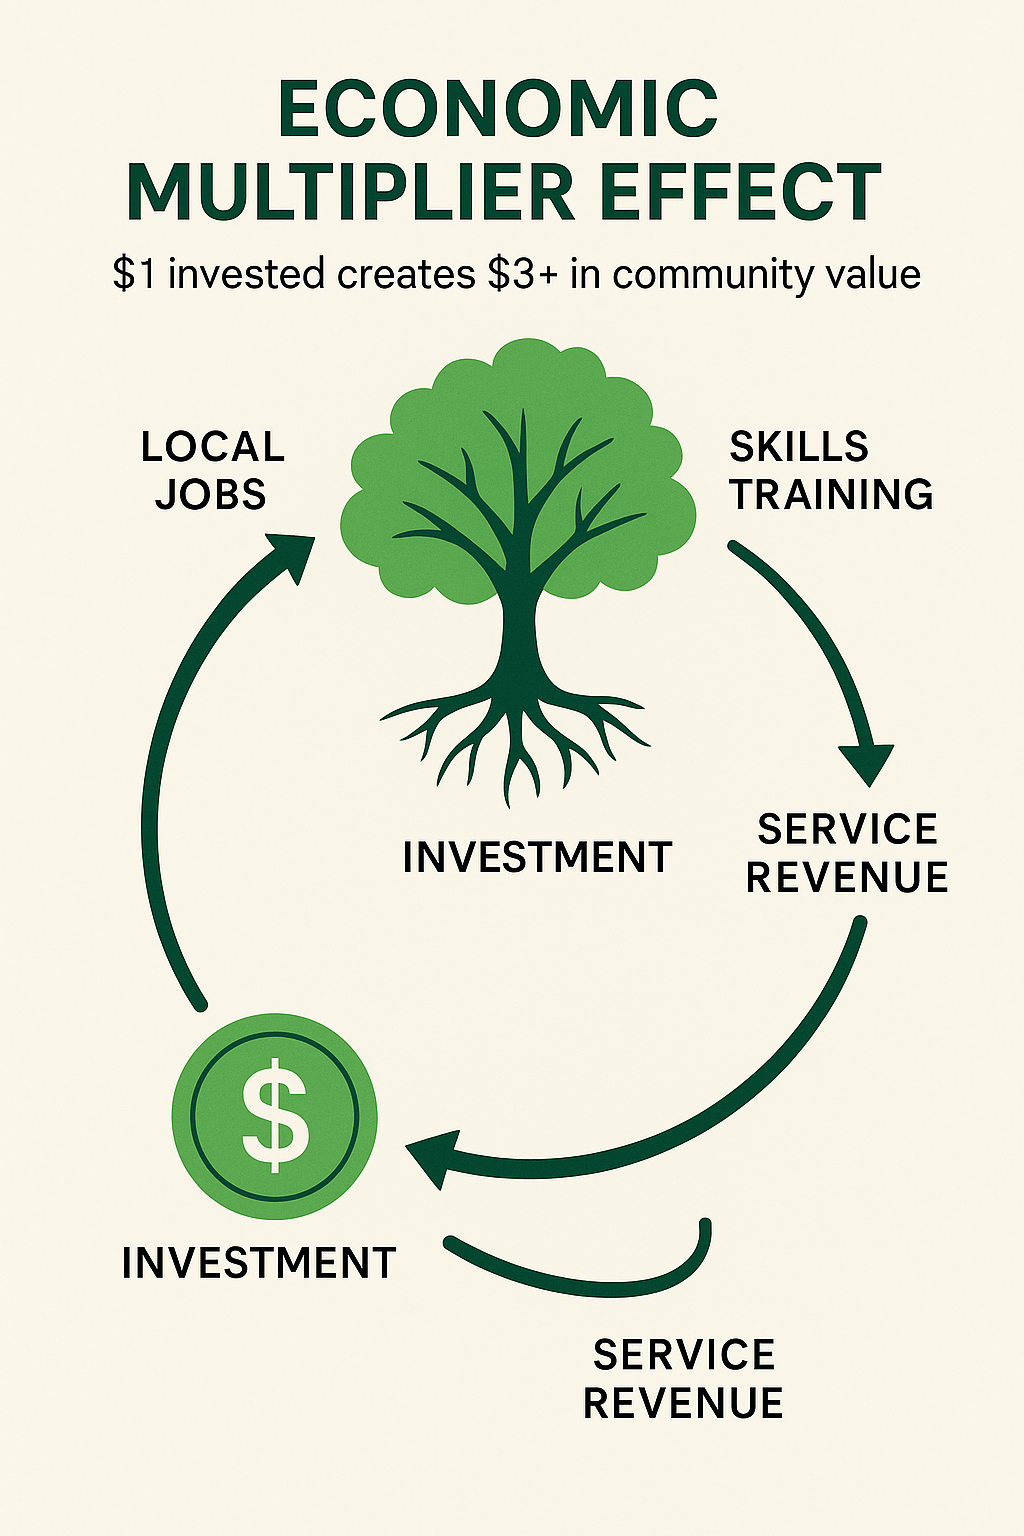 ECONOMIC
MULTIPLIER EFFECT
$1 invested creates $3+ in community value
LOCAL
JOBS
SKILLS
TRAINING
INVESTMENT
SERVICE
REVENUE
$
INVESTMENT
SERVICE
REVENUE